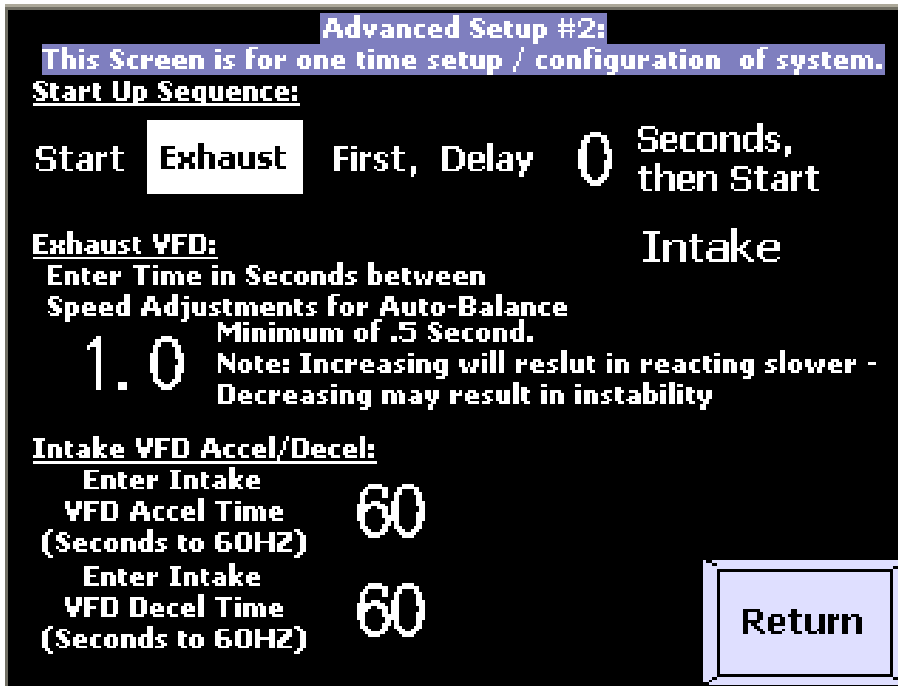 Advanced Setup #2:
This Screen is for one time setup / configuration of system.
Start Up Sequence:
Start Exhaust First, Delay 0 Seconds,
then Start
Intake
Exhaust VFD:
Enter Time in Seconds between
Speed Adjustments for Auto-Balance
1.0
Minimum of .5 Second.
Note: Increasing will reslut in reacting slower -
Decreasing may result in instability
Intake VFD Accel/Decel:
Enter Intake
VFD Accel Time
(Seconds to 60HZ)
60
Enter Intake
VFD Decel Time
(Seconds to 60HZ)
60
Return